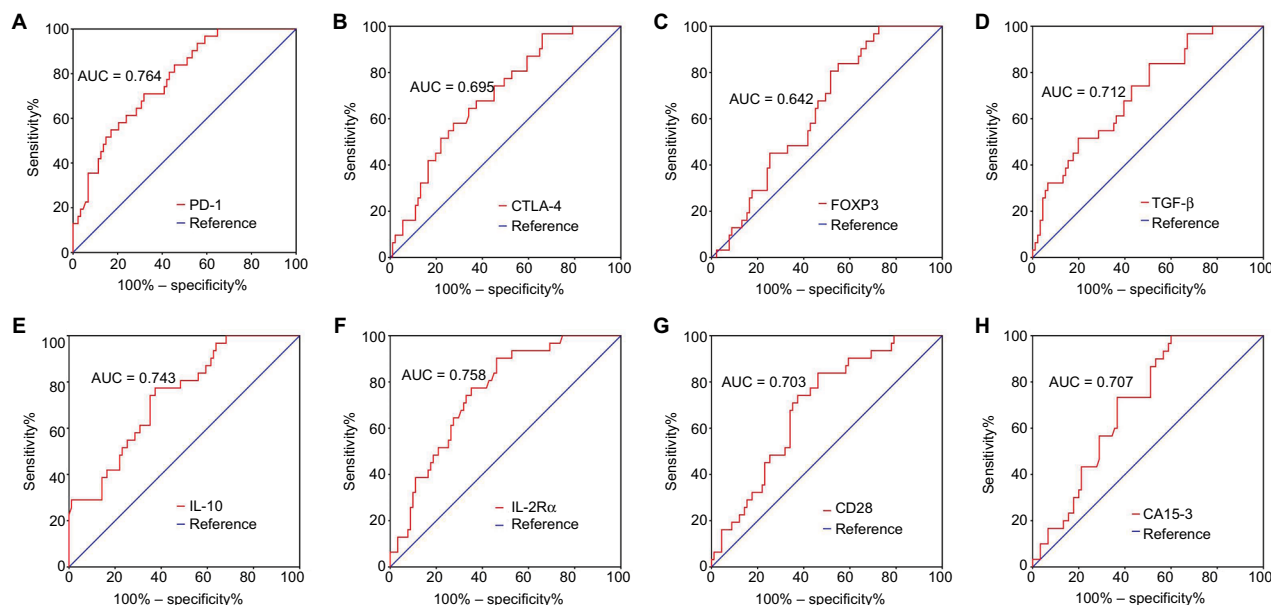 A
Sensitivity%
100
80
60
40
20
0
AUC = 0.764
PD-1
Reference
0 20 40 60 80 100
100% – specificity%
B
Sensitivity%
100
80
60
40
20
0
AUC = 0.695
CTLA-4
Reference
0 20 40 60 80 100
100% – specificity%
C
Sensitivity%
100
80
60
40
20
0
AUC = 0.642
FOXP3
Reference
0 20 40 60 80 100
100% – specificity%
D
Sensitivity%
100
80
60
40
20
0
AUC = 0.712
TGF-β
Reference
0 20 40 60 80 100
100% – specificity%
E
Sensitivity%
100
80
60
40
20
0
AUC = 0.743
IL-10
Reference
0 20 40 60 80 100
100% – specificity%
F
Sensitivity%
100
80
60
40
20
0
AUC = 0.758
IL-2Rα
Reference
0 20 40 60 80 100
100% – specificity%
G
Sensitivity%
100
80
60
40
20
0
AUC = 0.703
CD28
Reference
0 20 40 60 80 100
100% – specificity%
H
Sensitivity%
100
80
60
40
20
0
AUC = 0.707
CA15-3
Reference
0 20 40 60 80 100
100% – specificity%